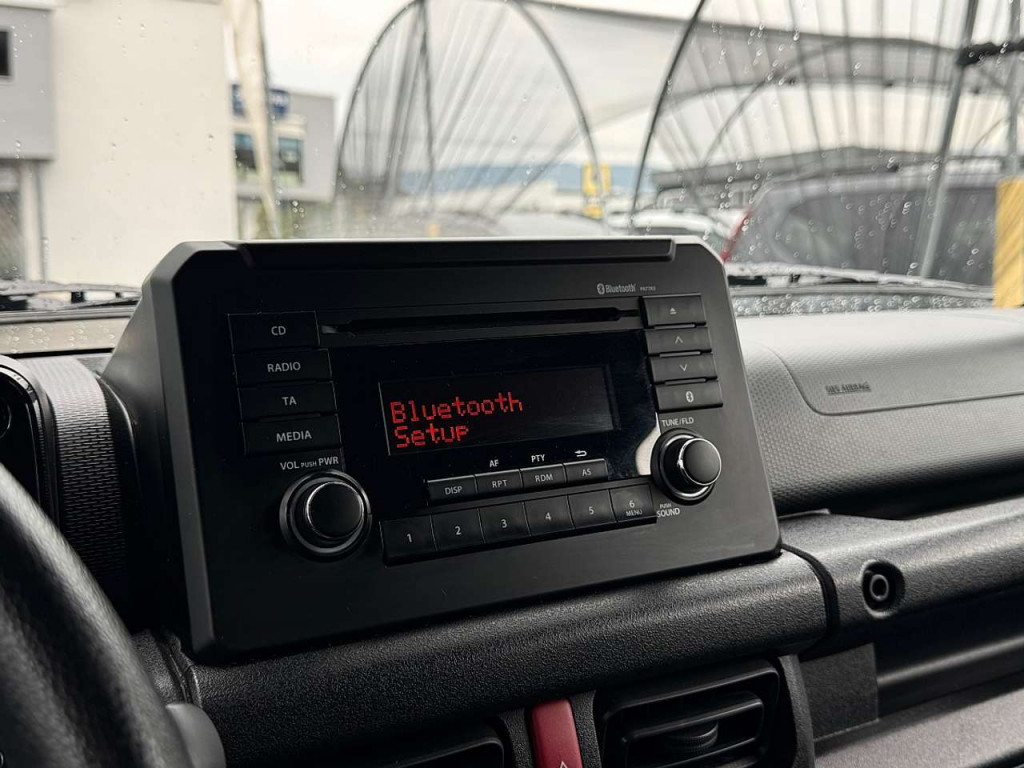 Bluetooth
CD
RADIO
TA
MEDIA
VOL PUSH PWR
Bluetooth
Setup
TUNE/FLD
AF
PTY
DISP
RPT
RDM
AS
1
2
3
4
5
6
MENU
PUSH
SOUND
SRS AIRBAG